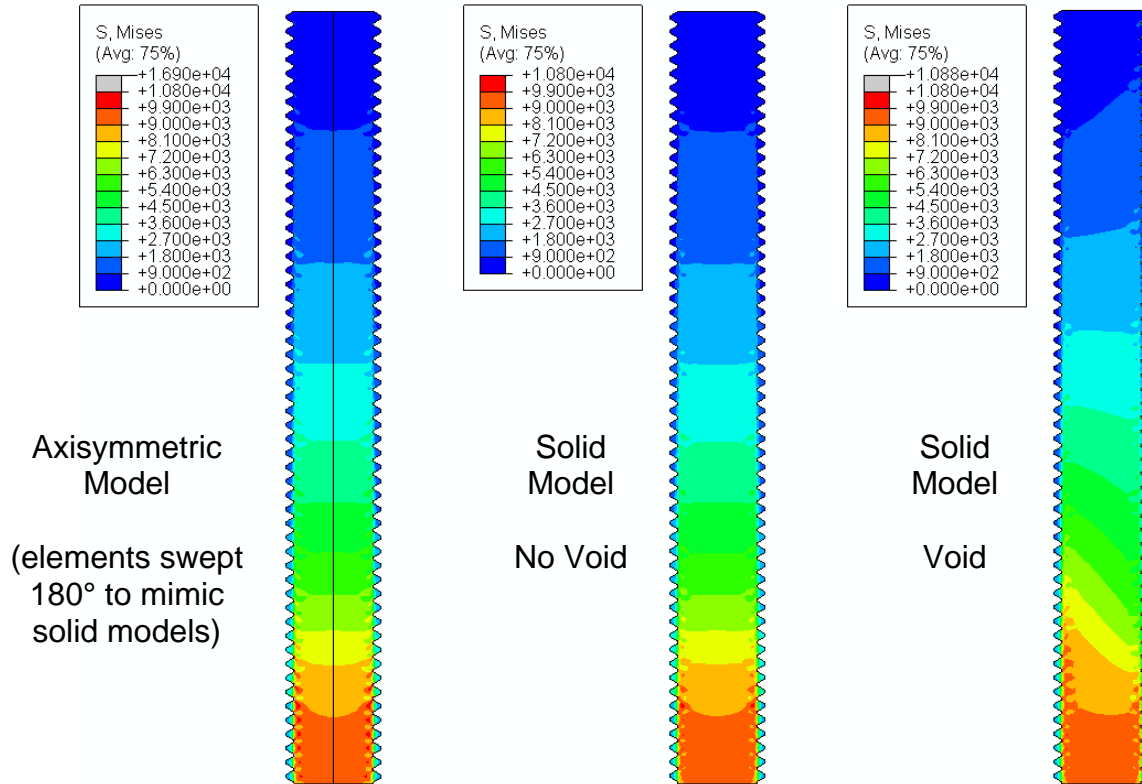 S, Mises
(Avg: 75%)
+1.690e+04
+1.080e+04
+9.900e+03
+9.000e+03
+8.100e+03
+7.200e+03
+6.300e+03
+5.400e+03
+4.500e+03
+3.600e+03
+2.700e+03
+1.800e+03
+9.000e+02
+0.000e+00
Axisymmetric
Model
(elements swept
180° to mimic
solid models)
S, Mises
(Avg: 75%)
+1.080e+04
+9.900e+03
+9.000e+03
+8.100e+03
+7.200e+03
+6.300e+03
+5.400e+03
+4.500e+03
+3.600e+03
+2.700e+03
+1.800e+03
+9.000e+02
+0.000e+00
Solid
Model
No Void
S, Mises
(Avg: 75%)
+1.088e+04
+1.080e+04
+9.900e+03
+9.000e+03
+8.100e+03
+7.200e+03
+6.300e+03
+5.400e+03
+4.500e+03
+3.600e+03
+2.700e+03
+1.800e+03
+9.000e+02
+0.000e+00
Solid
Model
Void